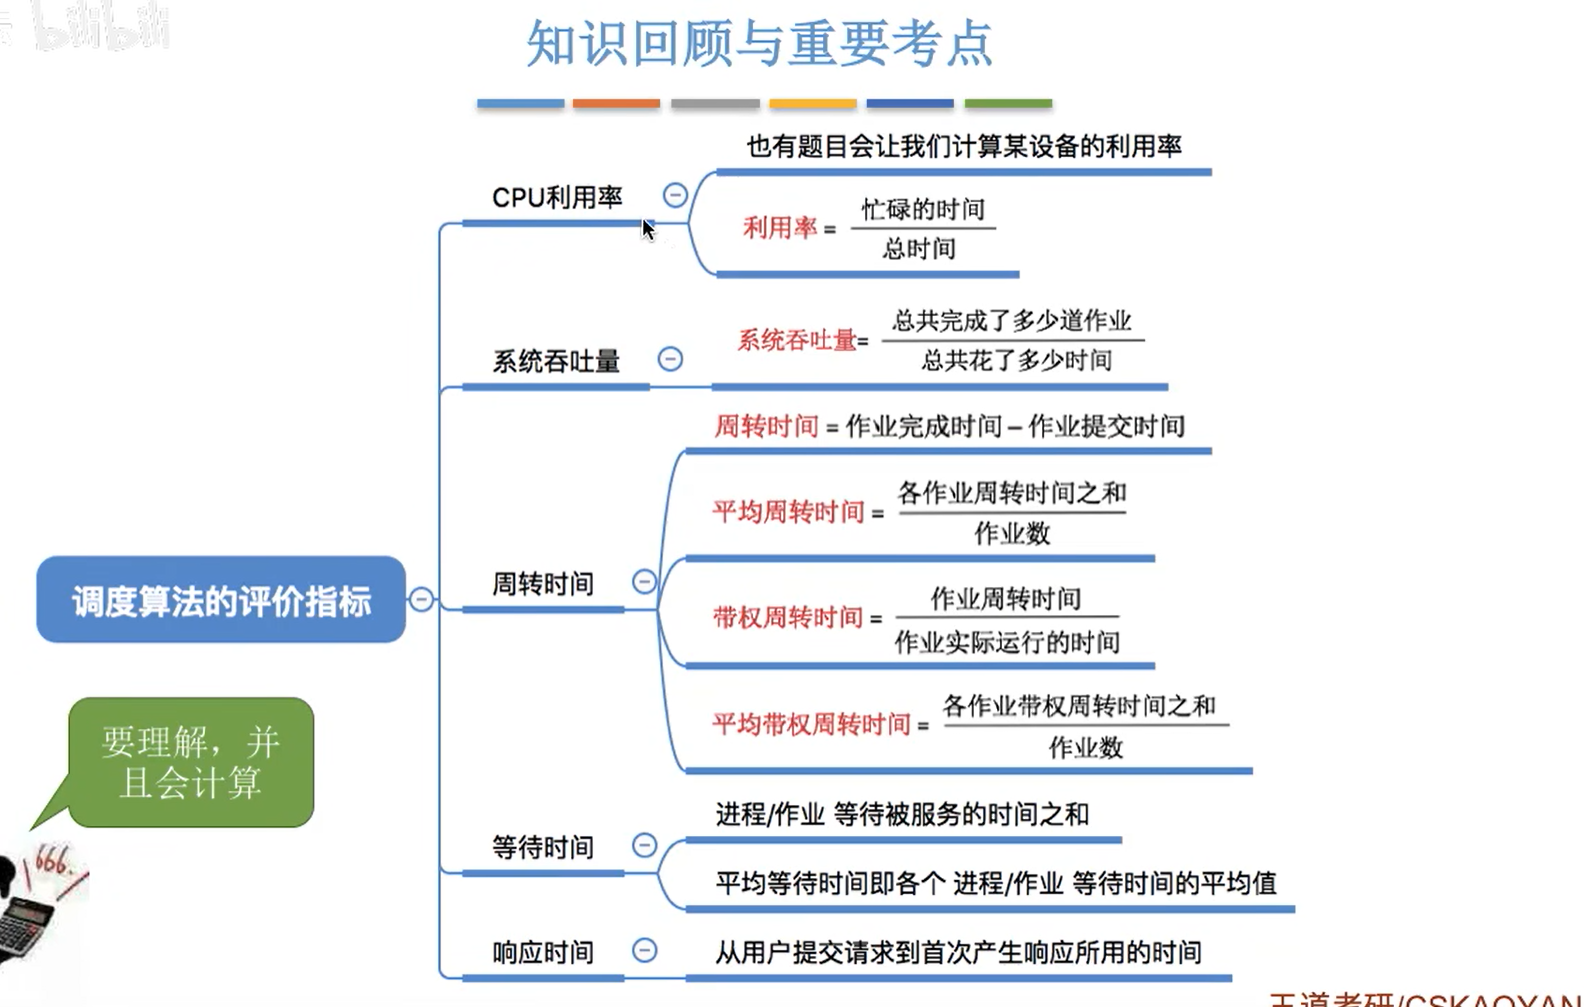 bilibili
知识回顾与重要考点
也有题目会让我们计算某设备的利用率
CPU利用率
利用率 = 忙碌的时间
总时间
系统吞吐量
系统吞吐量= 总共完成了多少道作业
总共花了多少时间
周转时间 = 作业完成时间 – 作业提交时间
平均周转时间 = 各作业周转时间之和
作业数
周转时间
带权周转时间 = 作业周转时间
作业实际运行的时间
平均带权周转时间 = 各作业带权周转时间之和
作业数
调度算法的评价指标
要理解，并
且会计算
666.
等待时间
进程/作业 等待被服务的时间之和
平均等待时间即各个 进程/作业 等待时间的平均值
响应时间
从用户提交请求到首次产生响应所用的时间
王道考研/CSKAOYAN